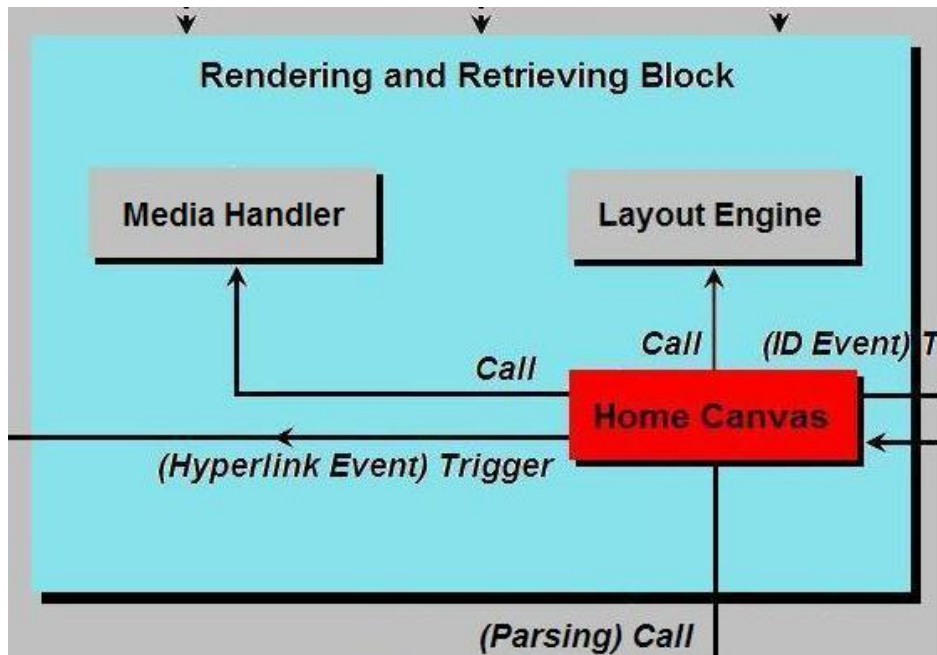 Rendering and Retrieving Block
Media Handler
Layout Engine
Call
Call
(ID Event) T
Home Canvas
(Hyperlink Event) Trigger
(Parsing) Call